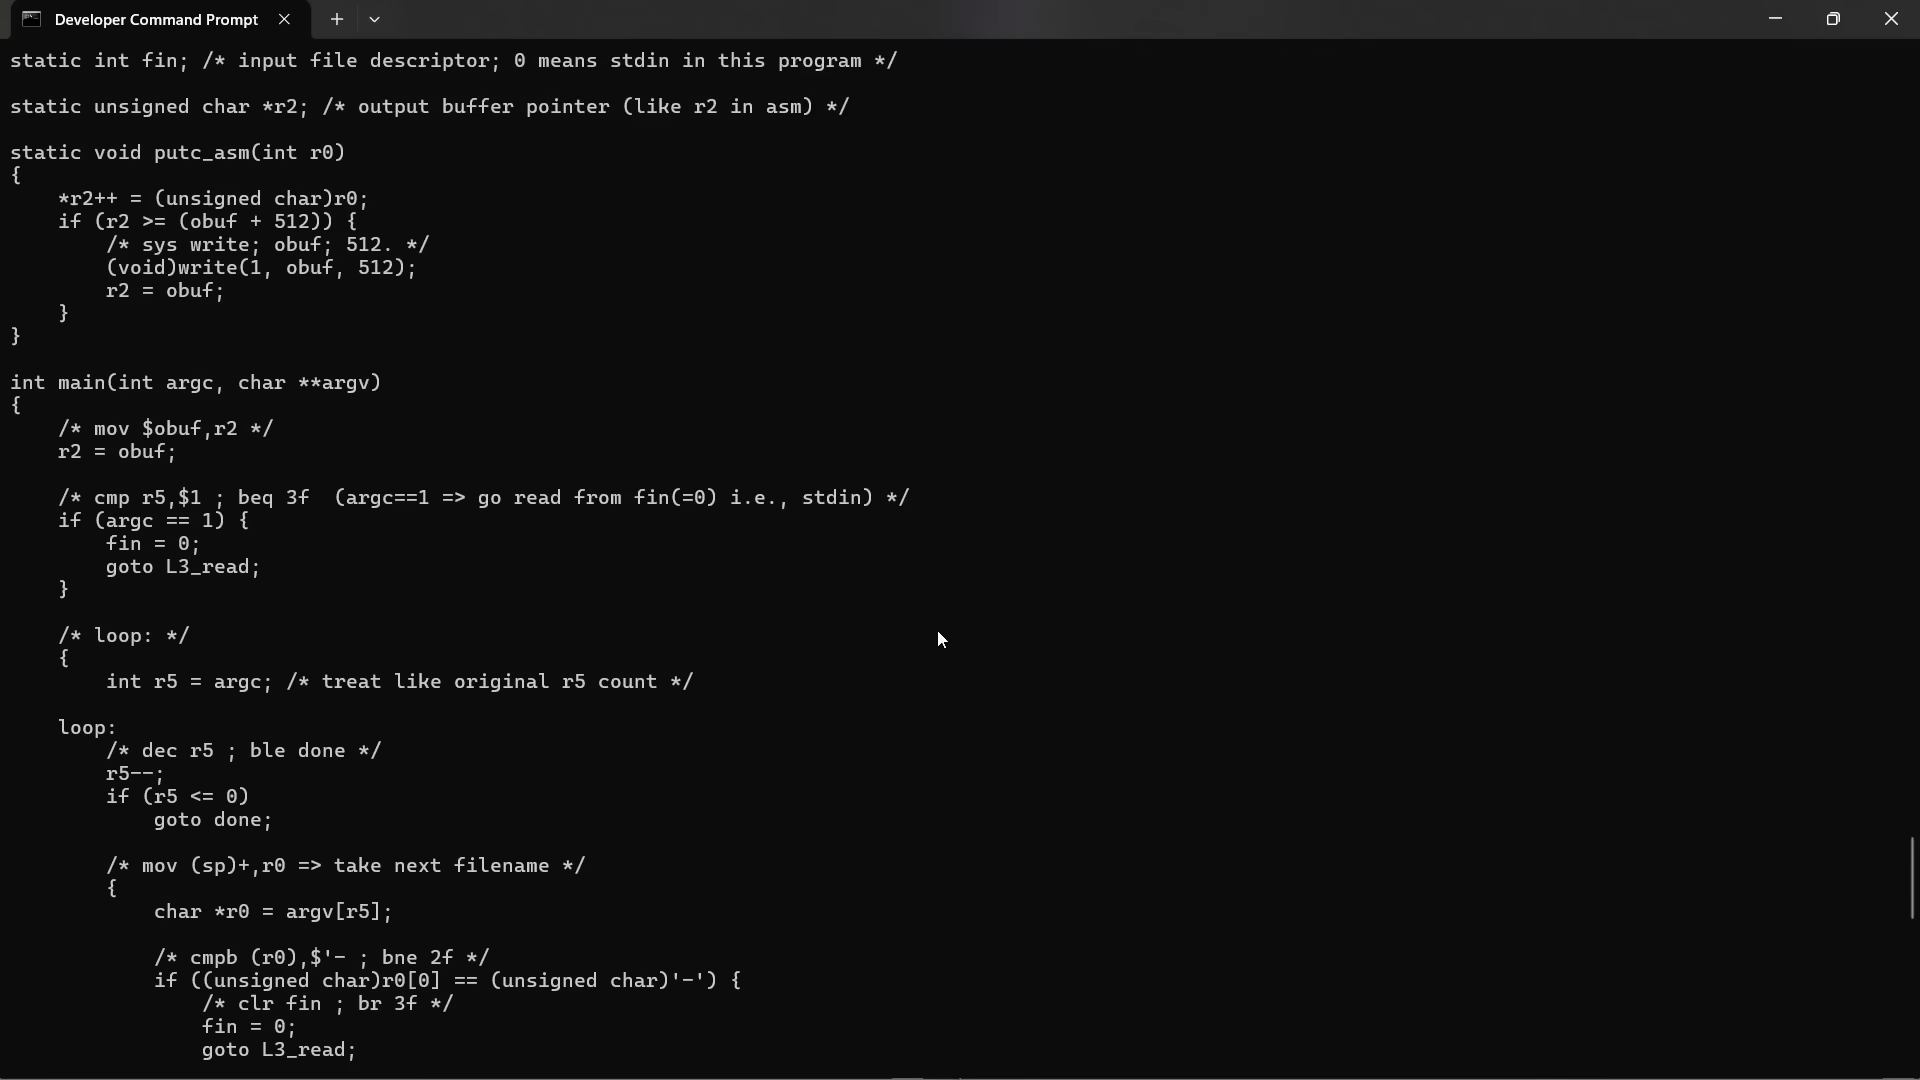 Developer Command Prompt
static int fin; /* input file descriptor; 0 means stdin in this program */
static unsigned char *r2; /* output buffer pointer (like r2 in asm) */
static void putc_asm(int r0)
{
    *r2++ = (unsigned char)r0;
    if (r2 >= (obuf + 512)) {
        /* sys write; obuf; 512. */
        (void)write(1, obuf, 512);
        r2 = obuf;
    }
}
int main(int argc, char **argv)
{
    /* mov $obuf,r2 */
    r2 = obuf;
    /* cmp r5,$1 ; beq 3f  (argc==1 => go read from fin(=0) i.e., stdin) */
    if (argc == 1) {
        fin = 0;
        goto L3_read;
    }
    /* loop: */
    {
        int r5 = argc; /* treat like original r5 count */
    loop:
        /* dec r5 ; ble done */
        r5--;
        if (r5 <= 0)
            goto done;
        /* mov (sp)+,r0 => take next filename */
        {
            char *r0 = argv[r5];
            /* cmpb (r0),$'- ; bne 2f */
            if ((unsigned char)r0[0] == (unsigned char)'-') {
                /* clr fin ; br 3f */
                fin = 0;
                goto L3_read;